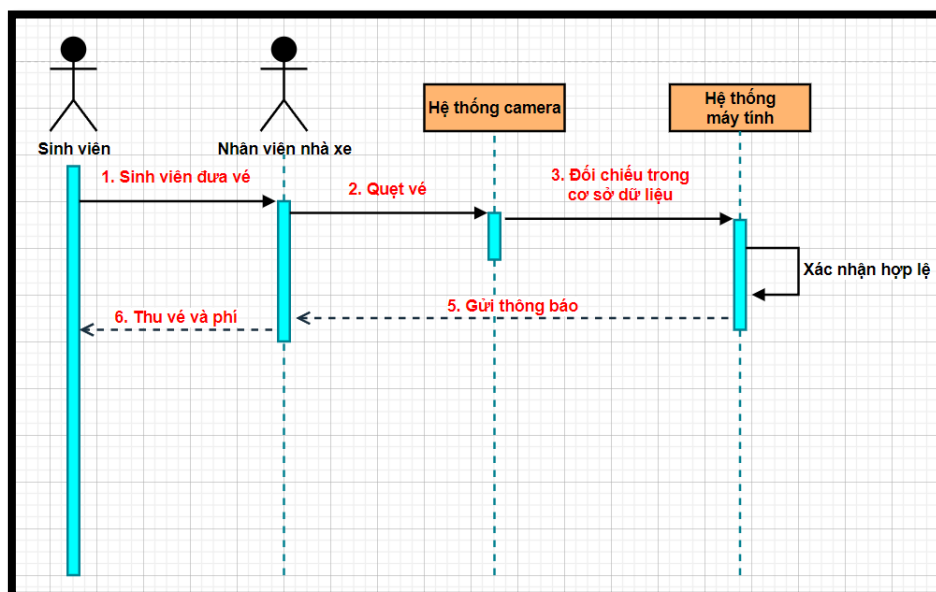 Sinh viên
Nhân viên nhà xe
Hệ thống camera
Hệ thống
máy tính
1. Sinh viên đưa vé
2. Quẹt vé
3. Đối chiếu trong
cơ sở dữ liệu
Xác nhận hợp lệ
5. Gửi thông báo
6. Thu vé và phí